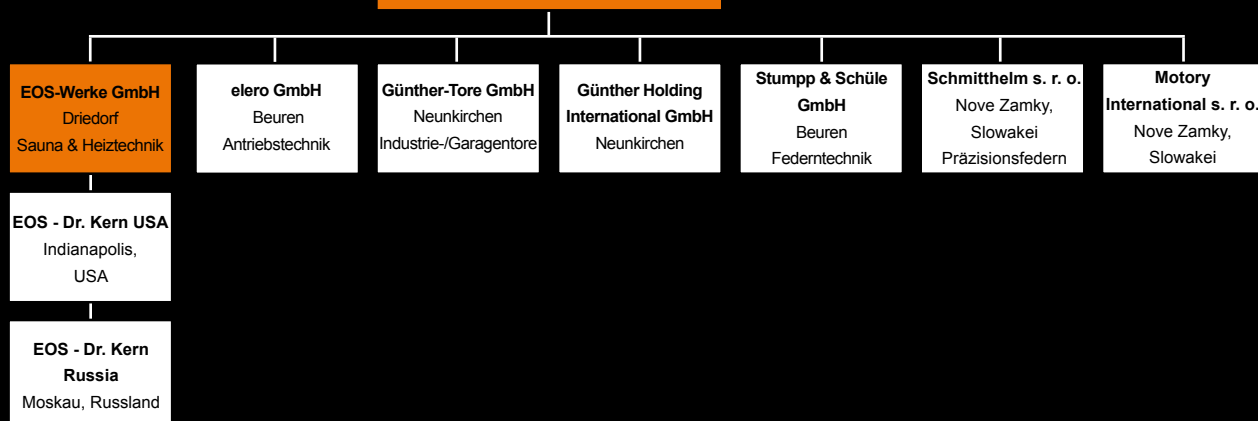 EOS-Werke GmbH
Driedorf
Sauna & Heiztechnik
elero GmbH
Beuren
Antriebstechnik
Günther-Tore GmbH
Neunkirchen
Industrie-/Garagentore
Günther Holding
International GmbH
Neunkirchen
Stumpp & Schüle
GmbH
Beuren
Federntechnik
Schmitthelm s. r. o.
Nove Zamky,
Slowakei
Präzisionsfedern
Motory
International s. r. o.
Nove Zamky,
Slowakei
EOS - Dr. Kern USA
Indianapolis,
USA
EOS - Dr. Kern
Russia
Moskau, Russland